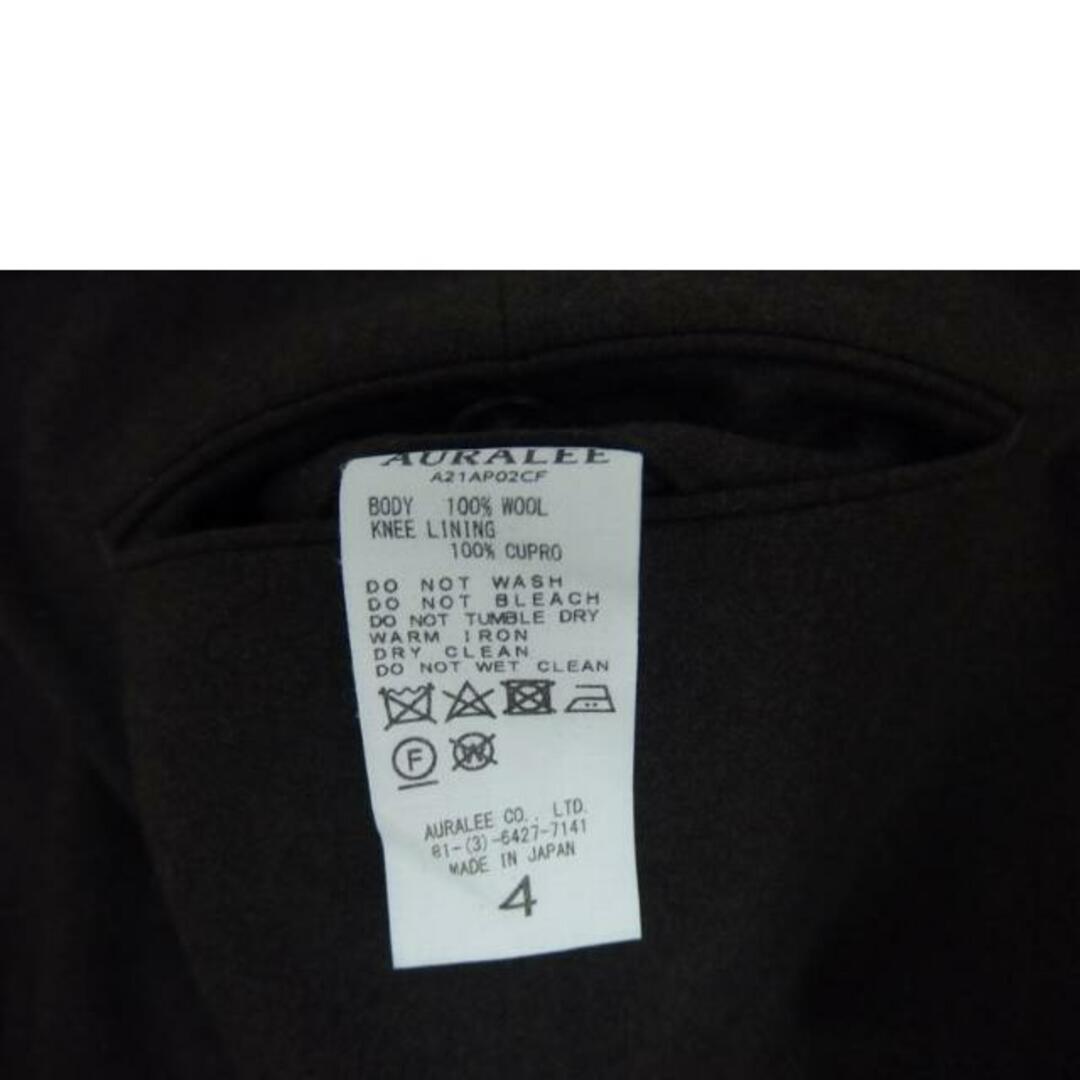 AURALEE
A21AP02CF
BODY 100% WOOL
KNEE LINING
100% CUPRO
DO NOT WASH
DO NOT BLEACH
DO NOT TUMBLE DRY
WARM IRON
DRY CLEAN
DO NOT WET CLEAN
F W
AURALEE CO., LTD.
81-(3)-6427-7141
MADE IN JAPAN
4